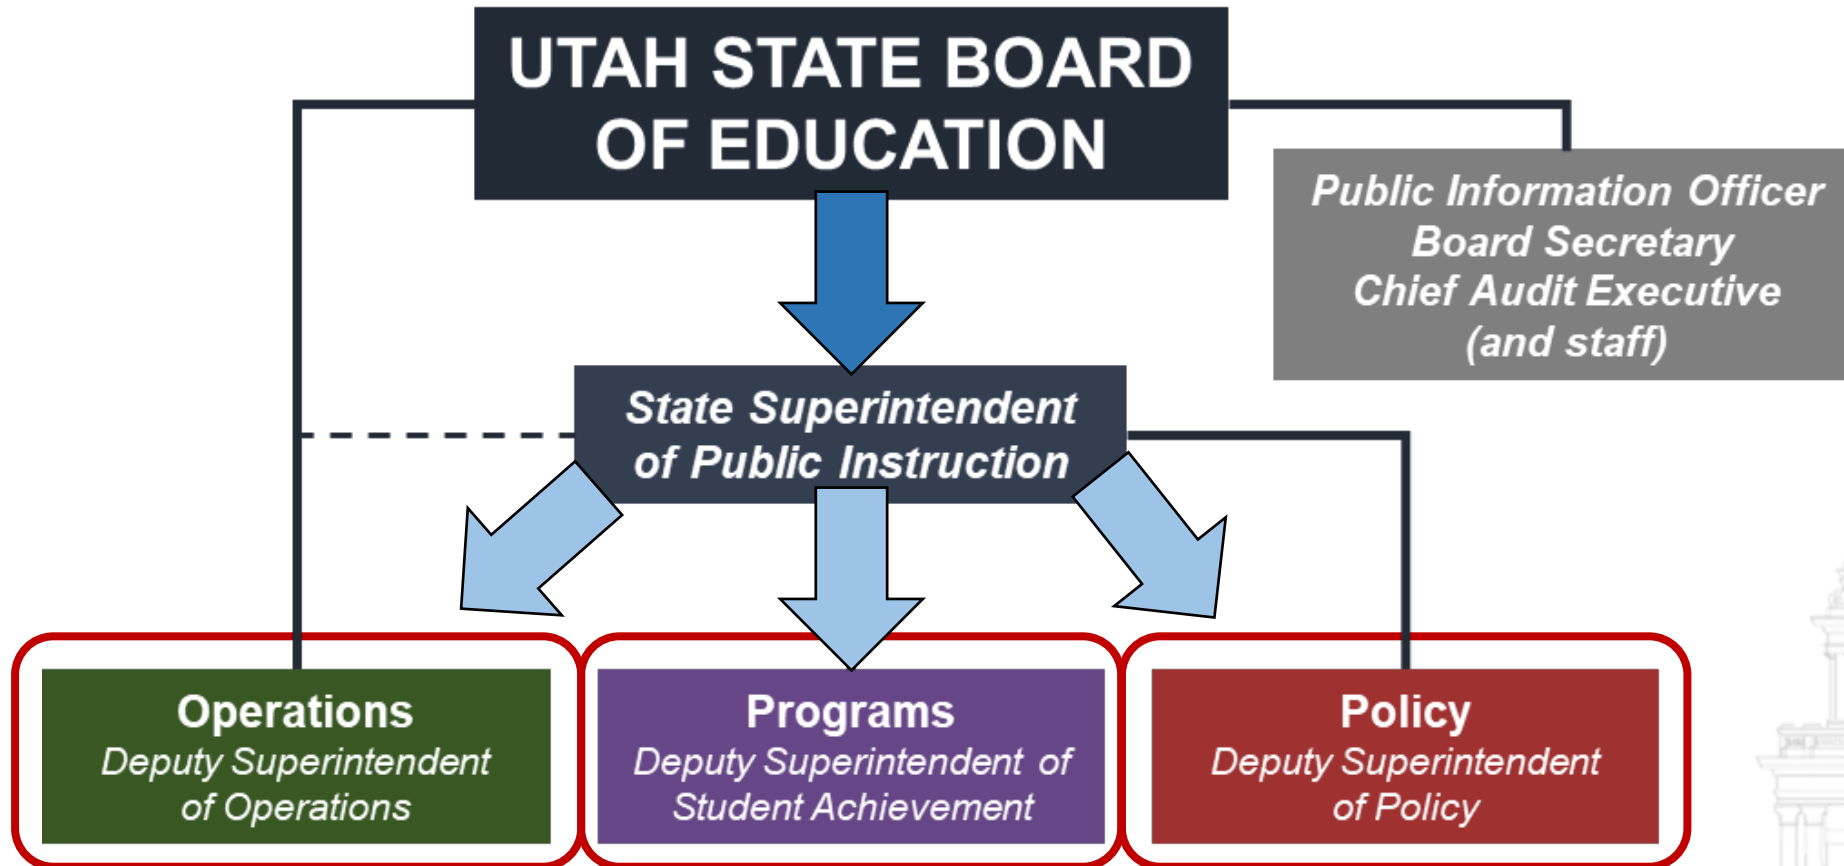 UTAH STATE BOARD
OF EDUCATION
Public Information Officer
Board Secretary
Chief Audit Executive
(and staff)
State Superintendent
of Public Instruction
Operations
Deputy Superintendent
of Operations
Programs
Deputy Superintendent of
Student Achievement
Policy
Deputy Superintendent
of Policy